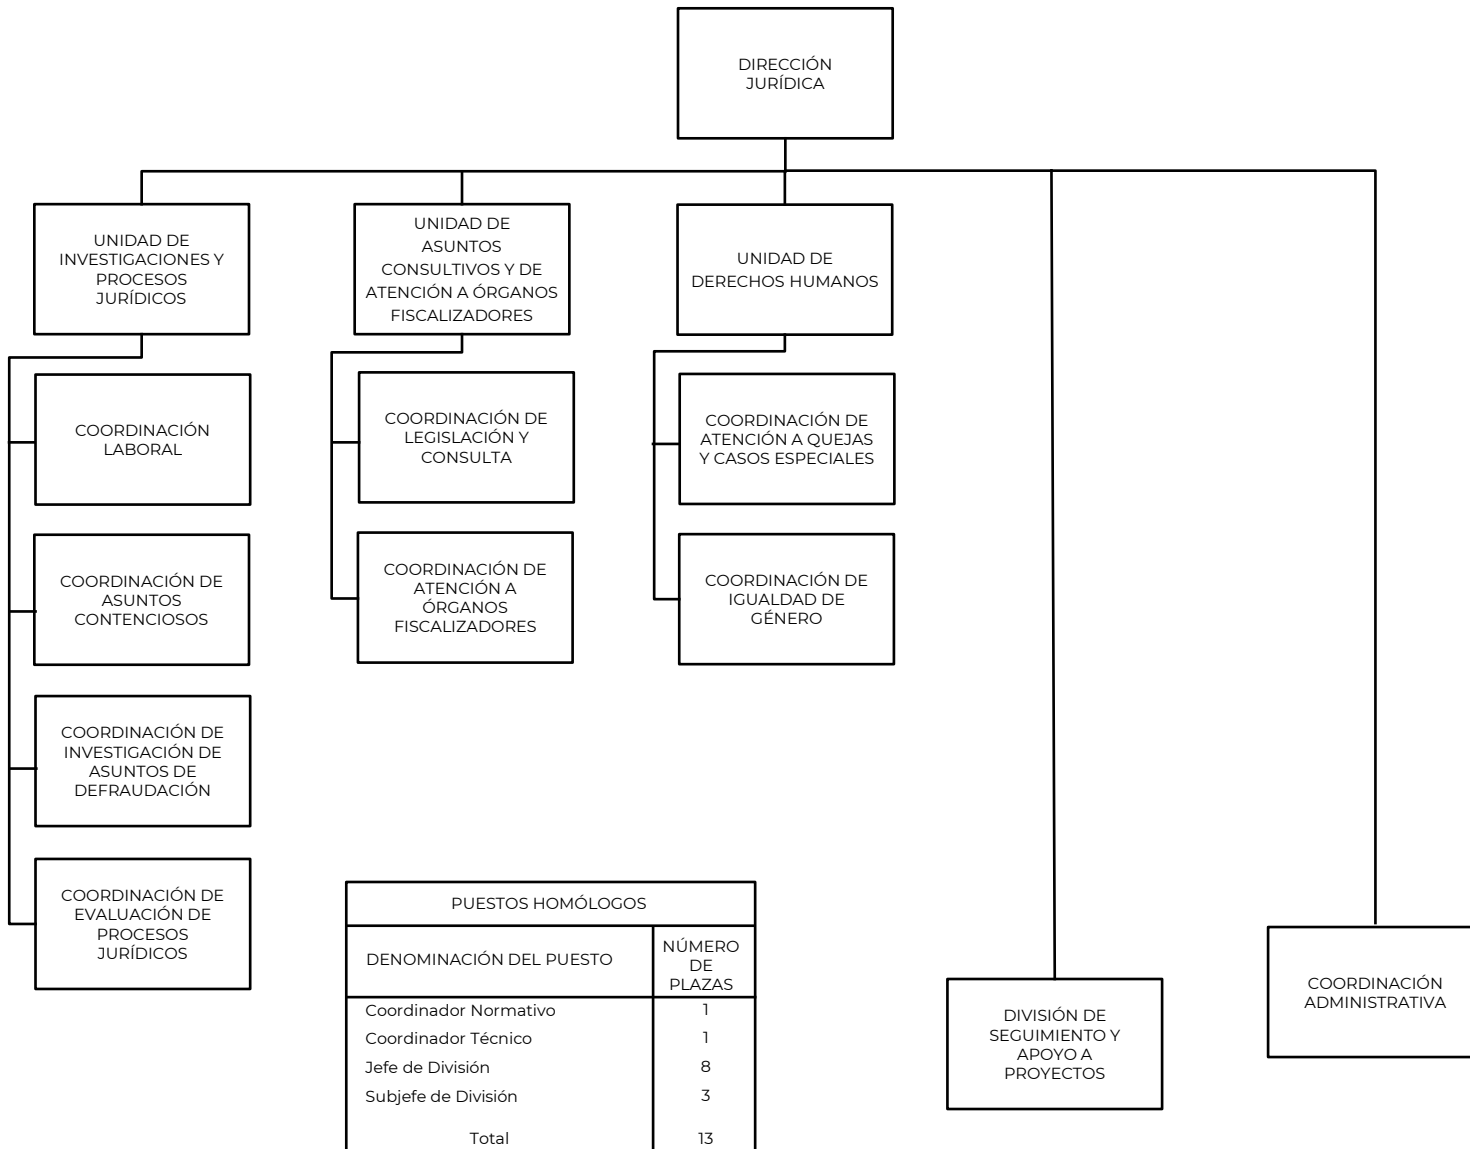 DIRECCIÓN
JURÍDICA
UNIDAD DE
INVESTIGACIONES Y
PROCESOS
JURÍDICOS
UNIDAD DE
ASUNTOS
CONSULTIVOS Y DE
ATENCIÓN A ÓRGANOS
FISCALIZADORES
UNIDAD DE
DERECHOS HUMANOS
COORDINACIÓN
LABORAL
COORDINACIÓN DE
LEGISLACIÓN Y
CONSULTA
COORDINACIÓN DE
ATENCIÓN A QUEJAS
Y CASOS ESPECIALES
COORDINACIÓN DE
ASUNTOS
CONTENCIOSOS
COORDINACIÓN DE
ATENCIÓN A
ÓRGANOS
FISCALIZADORES
COORDINACIÓN DE
IGUALDAD DE
GÉNERO
COORDINACIÓN DE
INVESTIGACIÓN DE
ASUNTOS DE
DEFRAUDACIÓN
COORDINACIÓN DE
EVALUACIÓN DE
PROCESOS
JURÍDICOS
PUESTOS HOMÓLOGOS
DENOMINACIÓN DEL PUESTO
NÚMERO
DE
PLAZAS
Coordinador Normativo 1
Coordinador Técnico 1
Jefe de División 8
Subjefe de División 3
Total 13
DIVISIÓN DE
SEGUIMIENTO Y
APOYO A
PROYECTOS
COORDINACIÓN
ADMINISTRATIVA